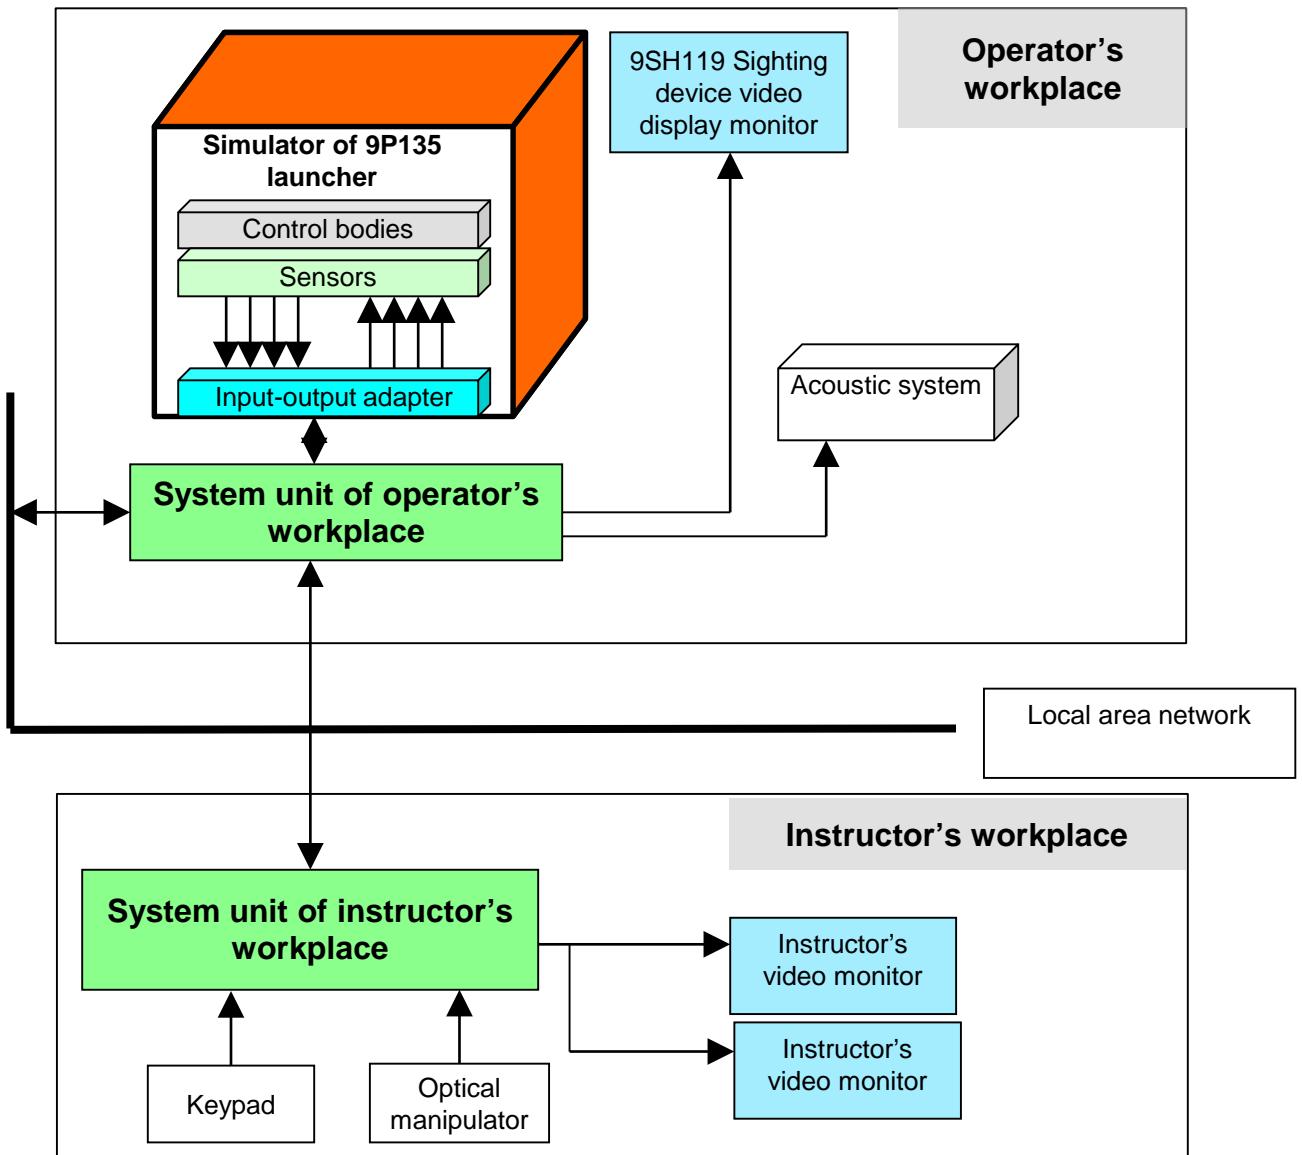 Operator’s
workplace
9SH119 Sighting
device video
display monitor
Simulator of 9P135
launcher
Control bodies
Sensors
Input-output adapter
Acoustic system
System unit of operator’s
workplace
Local area network
Instructor’s workplace
System unit of instructor’s
workplace
Instructor’s
video monitor
Instructor’s
video monitor
Keypad
Optical
manipulator